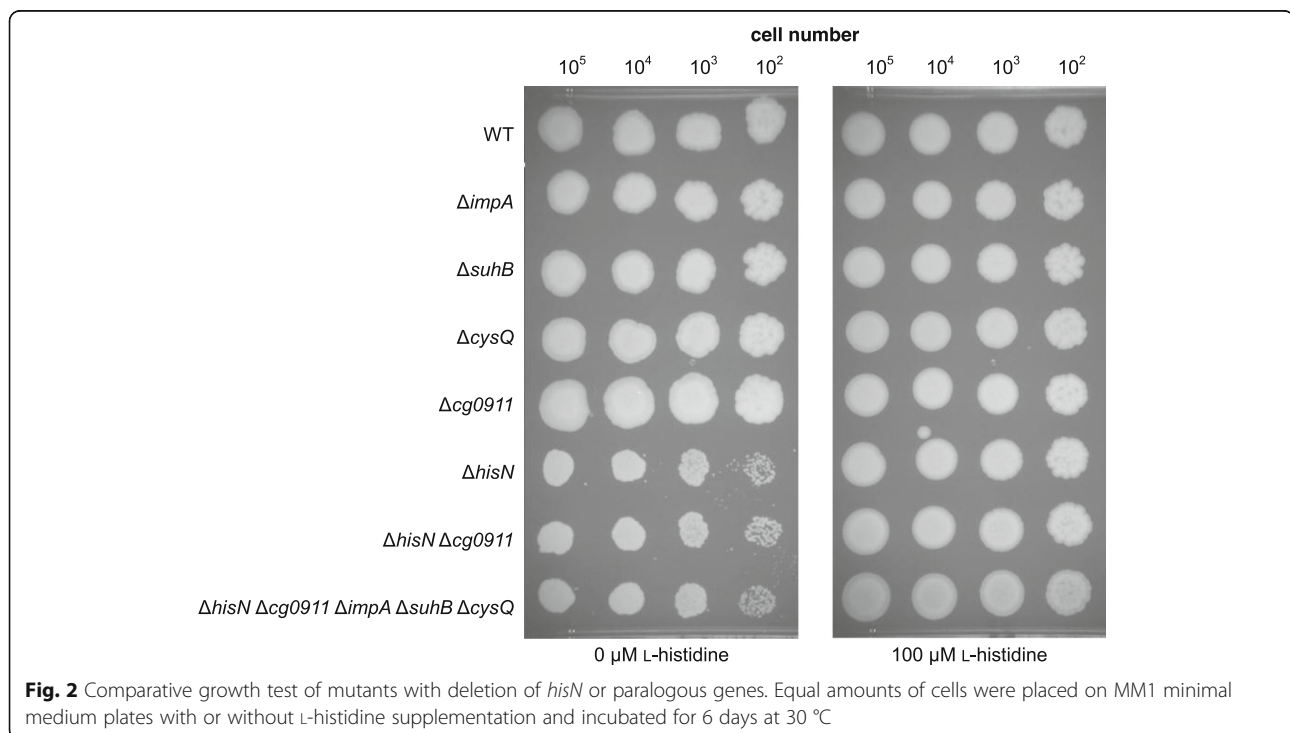 cell number
10⁵ 10⁴ 10³ 10² 10⁵ 10⁴ 10³ 10²
WT
ΔimpA
ΔsuhB
ΔcysQ
Δcg0911
ΔhisN
ΔhisN Δcg0911
ΔhisN Δcg0911 ΔimpA ΔsuhB ΔcysQ
0 µM L-histidine 100 µM L-histidine
Fig. 2 Comparative growth test of mutants with deletion of hisN or paralogous genes. Equal amounts of cells were placed on MM1 minimal
medium plates with or without L-histidine supplementation and incubated for 6 days at 30 °C